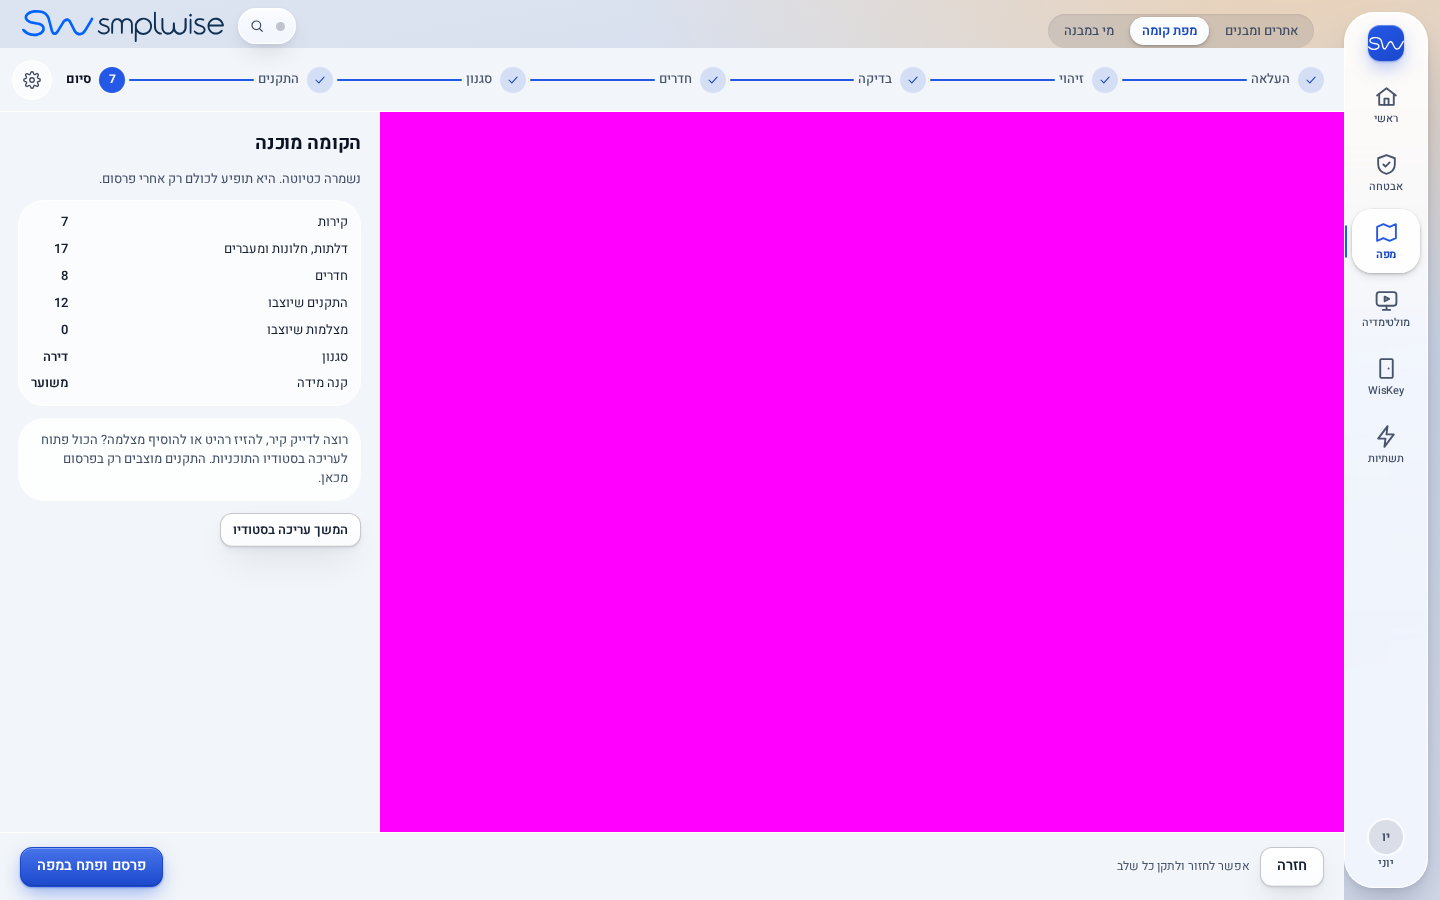 smplwise
אתרים ומבנים
מפת קומה
מי במבנה
SW
ראשי
אבטחה
מפה
מולטימדיה
WisKey
תשתיות
יו
יוני
העלאה
זיהוי
בדיקה
חדרים
סגנון
התקנים
7 סיום
הקומה מוכנה
נשמרה כטיוטה. היא תופיע לכולם רק אחרי פרסום.
קירות 7
דלתות, חלונות ומעברים 17
חדרים 8
התקנים שיוצבו 12
מצלמות שיוצבו 0
סגנון דירה
קנה מידה משוער
רוצה לדייק קיר, להזיז רהיט או להוסיף מצלמה? הכול פתוח
לעריכה בסטודיו התוכניות. התקנים מוצבים רק בפרסום
מכאן.
המשך עריכה בסטודיו
חזרה
אפשר לחזור ולתקן כל שלב
פרסם ופתח במפה